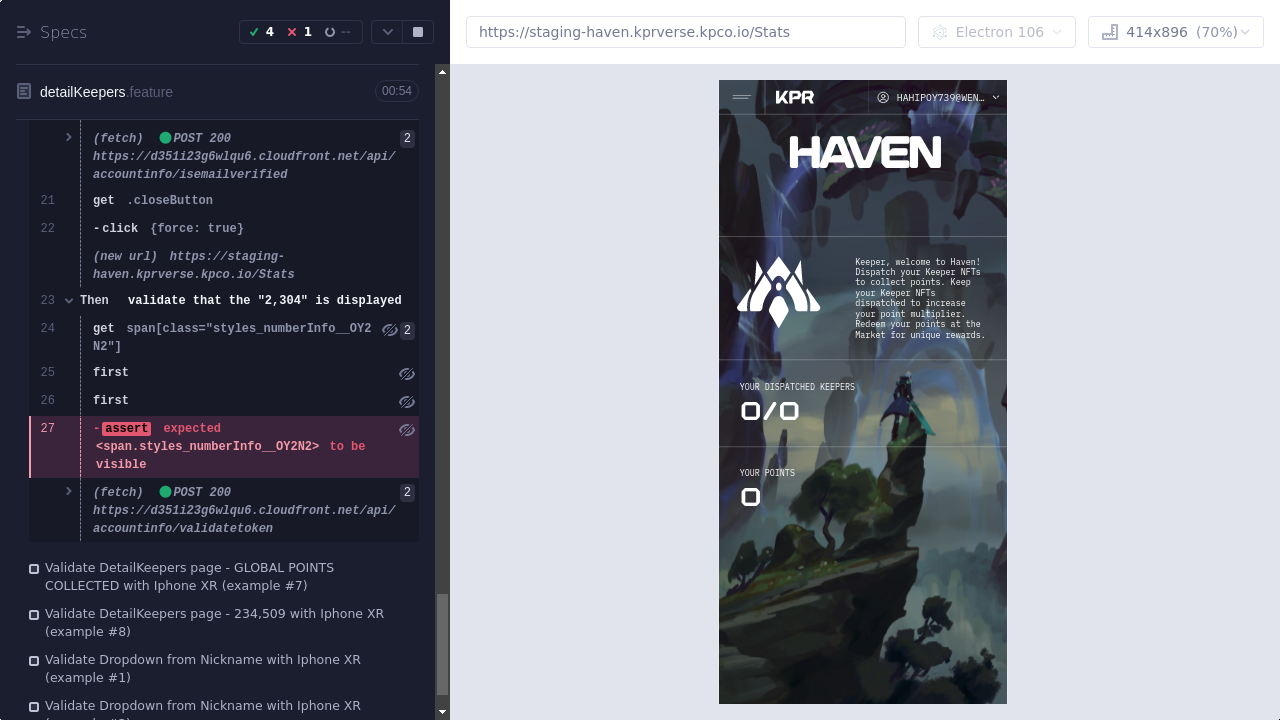 Specs
4
1
--
detailKeepers.feature
00:54
(fetch) POST 200
2
https://d351i23g6wlqu6.cloudfront.net/api/
accountinfo/isemailverified
21 get .closeButton
22 -click {force: true}
(new url) https://staging-
haven.kprverse.kpco.io/Stats
23 Then validate that the "2,304" is displayed
24 get span[class="styles_numberInfo__OY2
2
N2"]
25 first
26 first
27 -assert expected
<span.styles_numberInfo__OY2N2> to be
visible
(fetch) POST 200
2
https://d351i23g6wlqu6.cloudfront.net/api/
accountinfo/validatetoken
Validate DetailKeepers page - GLOBAL POINTS
COLLECTED with Iphone XR (example #7)
Validate DetailKeepers page - 234,509 with Iphone XR
(example #8)
Validate Dropdown from Nickname with Iphone XR
(example #1)
Validate Dropdown from Nickname with Iphone XR
https://staging-haven.kprverse.kpco.io/Stats
Electron 106
414x896 (70%)
KPR
HAHIPOY739@WEN…
HAVEN
Keeper, welcome to Haven!
Dispatch your Keeper NFTs
to collect points. Keep
your Keeper NFTs
dispatched to increase
your point multiplier.
Redeem your points at the
Market for unique rewards.
YOUR DISPATCHED KEEPERS
0/0
YOUR POINTS
0